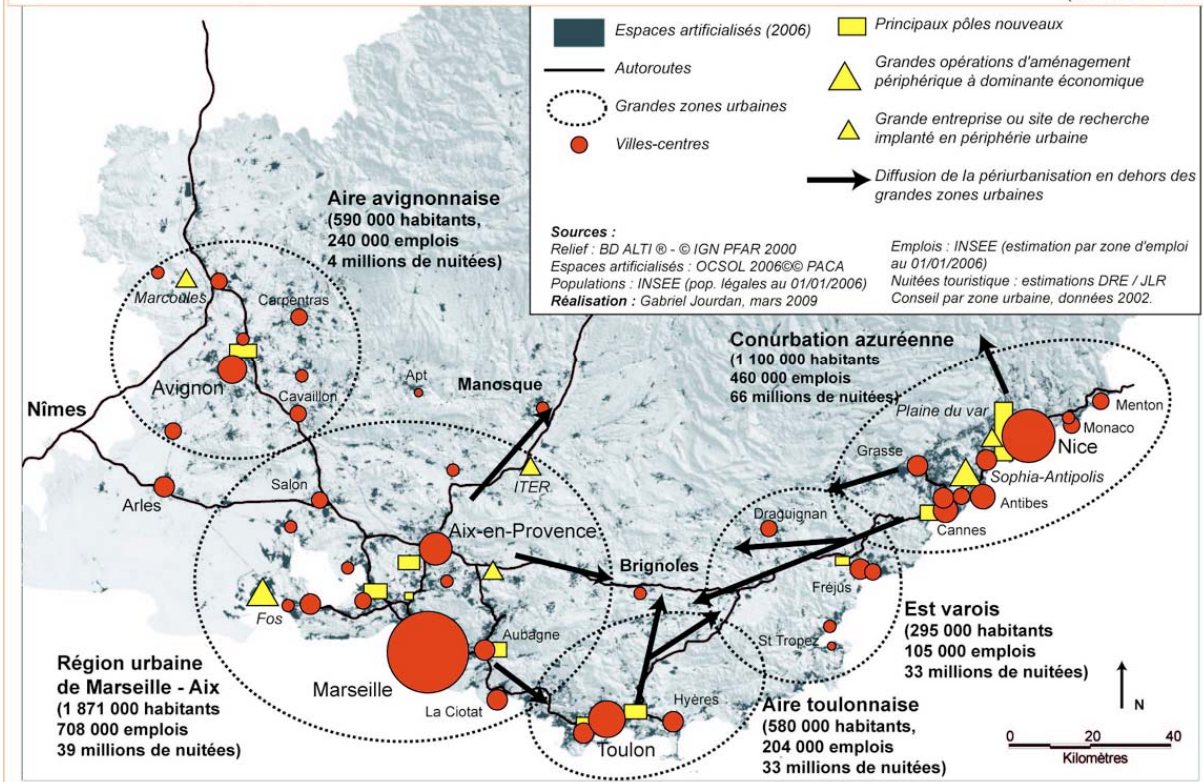 Espaces artificialisés (2006)
Autoroutes
Grandes zones urbaines
Villes-centres
Principaux pôles nouveaux
Grandes opérations d'aménagement
périphérique à dominante économique
Grande entreprise ou site de recherche
implanté en périphérie urbaine
Diffusion de la périurbanisation en dehors des
grandes zones urbaines
Sources :
Relief : BD ALTI ® - © IGN PFAR 2000
Espaces artificialisés : OCSOL 2006©© PACA
Populations : INSEE (pop. légales au 01/01/2006)
Réalisation : Gabriel Jourdan, mars 2009
Emplois : INSEE (estimation par zone d'emploi
au 01/01/2006)
Nuitées touristique : estimations DRE / JLR
Conseil par zone urbaine, données 2002.
Aire avignonnaise
(590 000 habitants,
240 000 emplois
4 millions de nuitées)
Marcoules
Carpentras
Avignon
Cavaillon
Apt
Manosque
Nîmes
Arles
Salon
ITER
Conurbation azuréenne
(1 100 000 habitants
460 000 emplois
66 millions de nuitées)
Plaine du var
Menton
Monaco
Nice
Grasse
Sophia-Antipolis
Antibes
Cannes
Draguignan
Aix-en-Provence
Brignoles
Fréjus
Fos
Aubagne
St Tropez
Est varois
(295 000 habitants
105 000 emplois
33 millions de nuitées)
Région urbaine
de Marseille - Aix
(1 871 000 habitants
708 000 emplois
39 millions de nuitées)
Marseille
La Ciotat
Hyères
Toulon
Aire toulonnaise
(580 000 habitants,
204 000 emplois
33 millions de nuitées)
N
0 20 40
Kilomètres